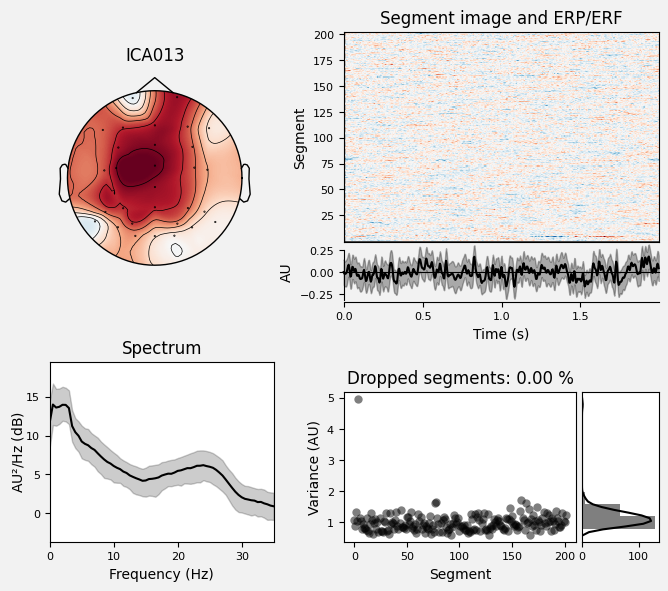 ICA013
Segment image and ERP/ERF
Segment
200
175
150
125
100
75
50
25
AU
0.25
0.00
−0.25
0.0 0.5 1.0 1.5
Time (s)
Spectrum
AU²/Hz (dB)
15
10
5
0
0 10 20 30
Frequency (Hz)
Dropped segments: 0.00 %
Variance (AU)
5
4
3
2
1
0 50 100 150 200
Segment
0 100